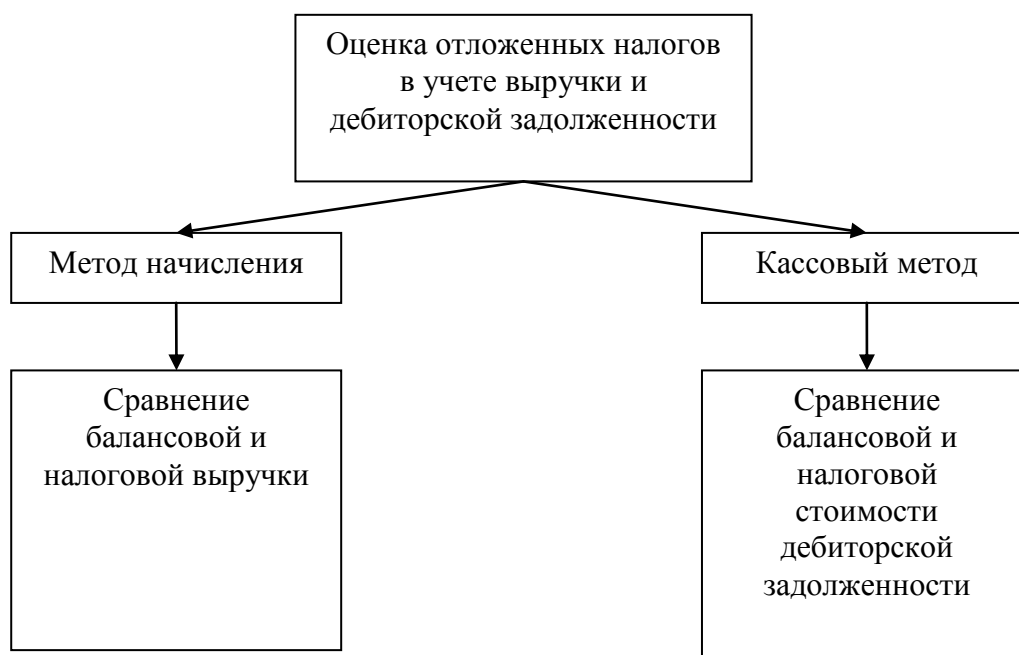 Оценка отложенных налогов
в учете выручки и
дебиторской задолженности
Метод начисления
Кассовый метод
Сравнение
балансовой и
налоговой выручки
Сравнение
балансовой и
налоговой
стоимости
дебиторской
задолженности